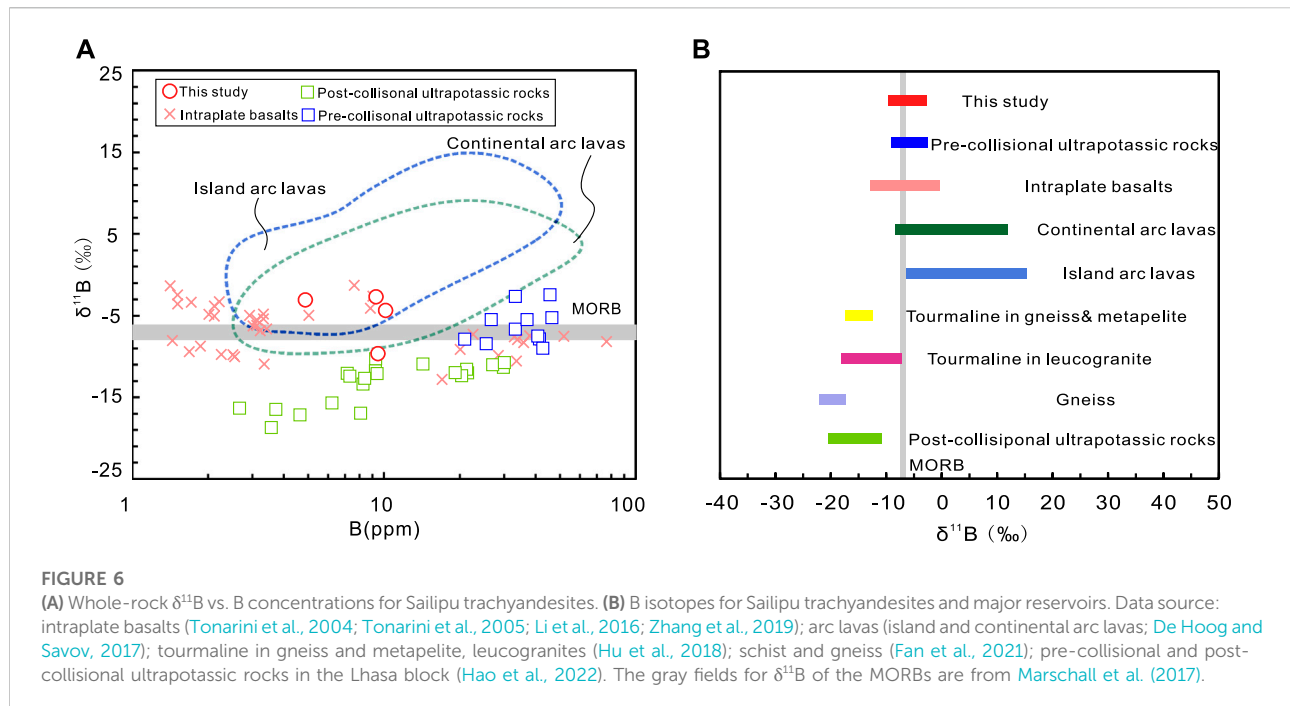 A
25
15
5
-5
-15
-25
δ¹¹B (‰)
This study
Post-collisonal ultrapotassic rocks
Intraplate basalts
Pre-collisonal ultrapotassic rocks
Continental arc lavas
Island arc lavas
MORB
1
10
100
B(ppm)
B
This study
Pre-collisional ultrapotassic rocks
Intraplate basalts
Continental arc lavas
Island arc lavas
Tourmaline in gneiss& metapelite
Tourmaline in leucogranite
Gneiss
Post-collisiponal ultrapotassic rocks
MORB
-40 -30 -20 -10 0 10 20 30 40 50
δ¹¹B (‰)
FIGURE 6
(A) Whole-rock δ¹¹B vs. B concentrations for Sailipu trachyandesites. (B) B isotopes for Sailipu trachyandesites and major reservoirs. Data source:
intraplate basalts (Tonarini et al., 2004; Tonarini et al., 2005; Li et al., 2016; Zhang et al., 2019); arc lavas (island and continental arc lavas; De Hoog and
Savov, 2017); tourmaline in gneiss and metapelite, leucogranites (Hu et al., 2018); schist and gneiss (Fan et al., 2021); pre-collisional and post-
collisional ultrapotassic rocks in the Lhasa block (Hao et al., 2022). The gray fields for δ¹¹B of the MORBs are from Marschall et al. (2017).